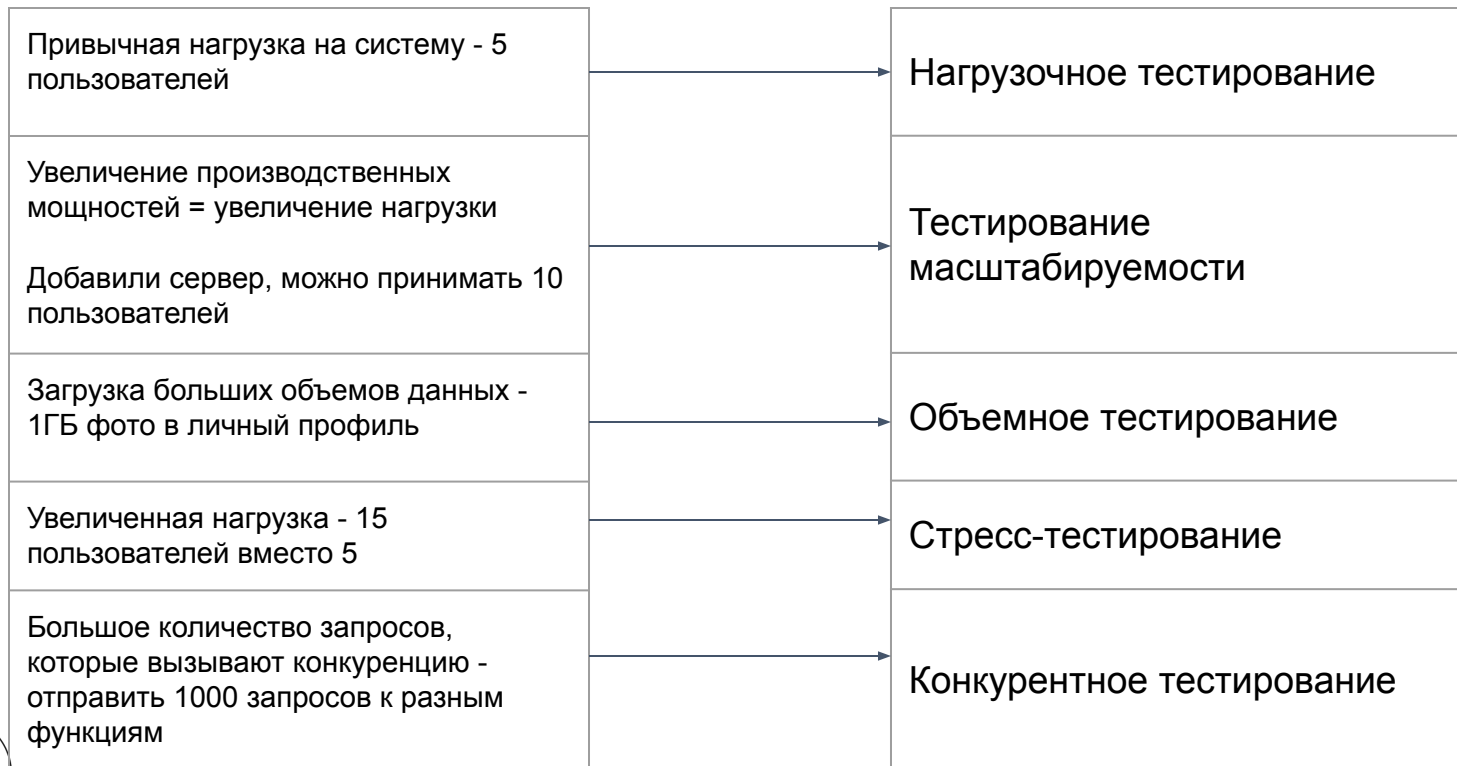 Привычная нагрузка на систему - 5
пользователей
Нагрузочное тестирование
Увеличение производственных
мощностей = увеличение нагрузки
Добавили сервер, можно принимать 10
пользователей
Тестирование
масштабируемости
Загрузка больших объемов данных -
1ГБ фото в личный профиль
Объемное тестирование
Увеличенная нагрузка - 15
пользователей вместо 5
Стресс-тестирование
Большое количество запросов,
которые вызывают конкуренцию -
отправить 1000 запросов к разным
функциям
Конкурентное тестирование